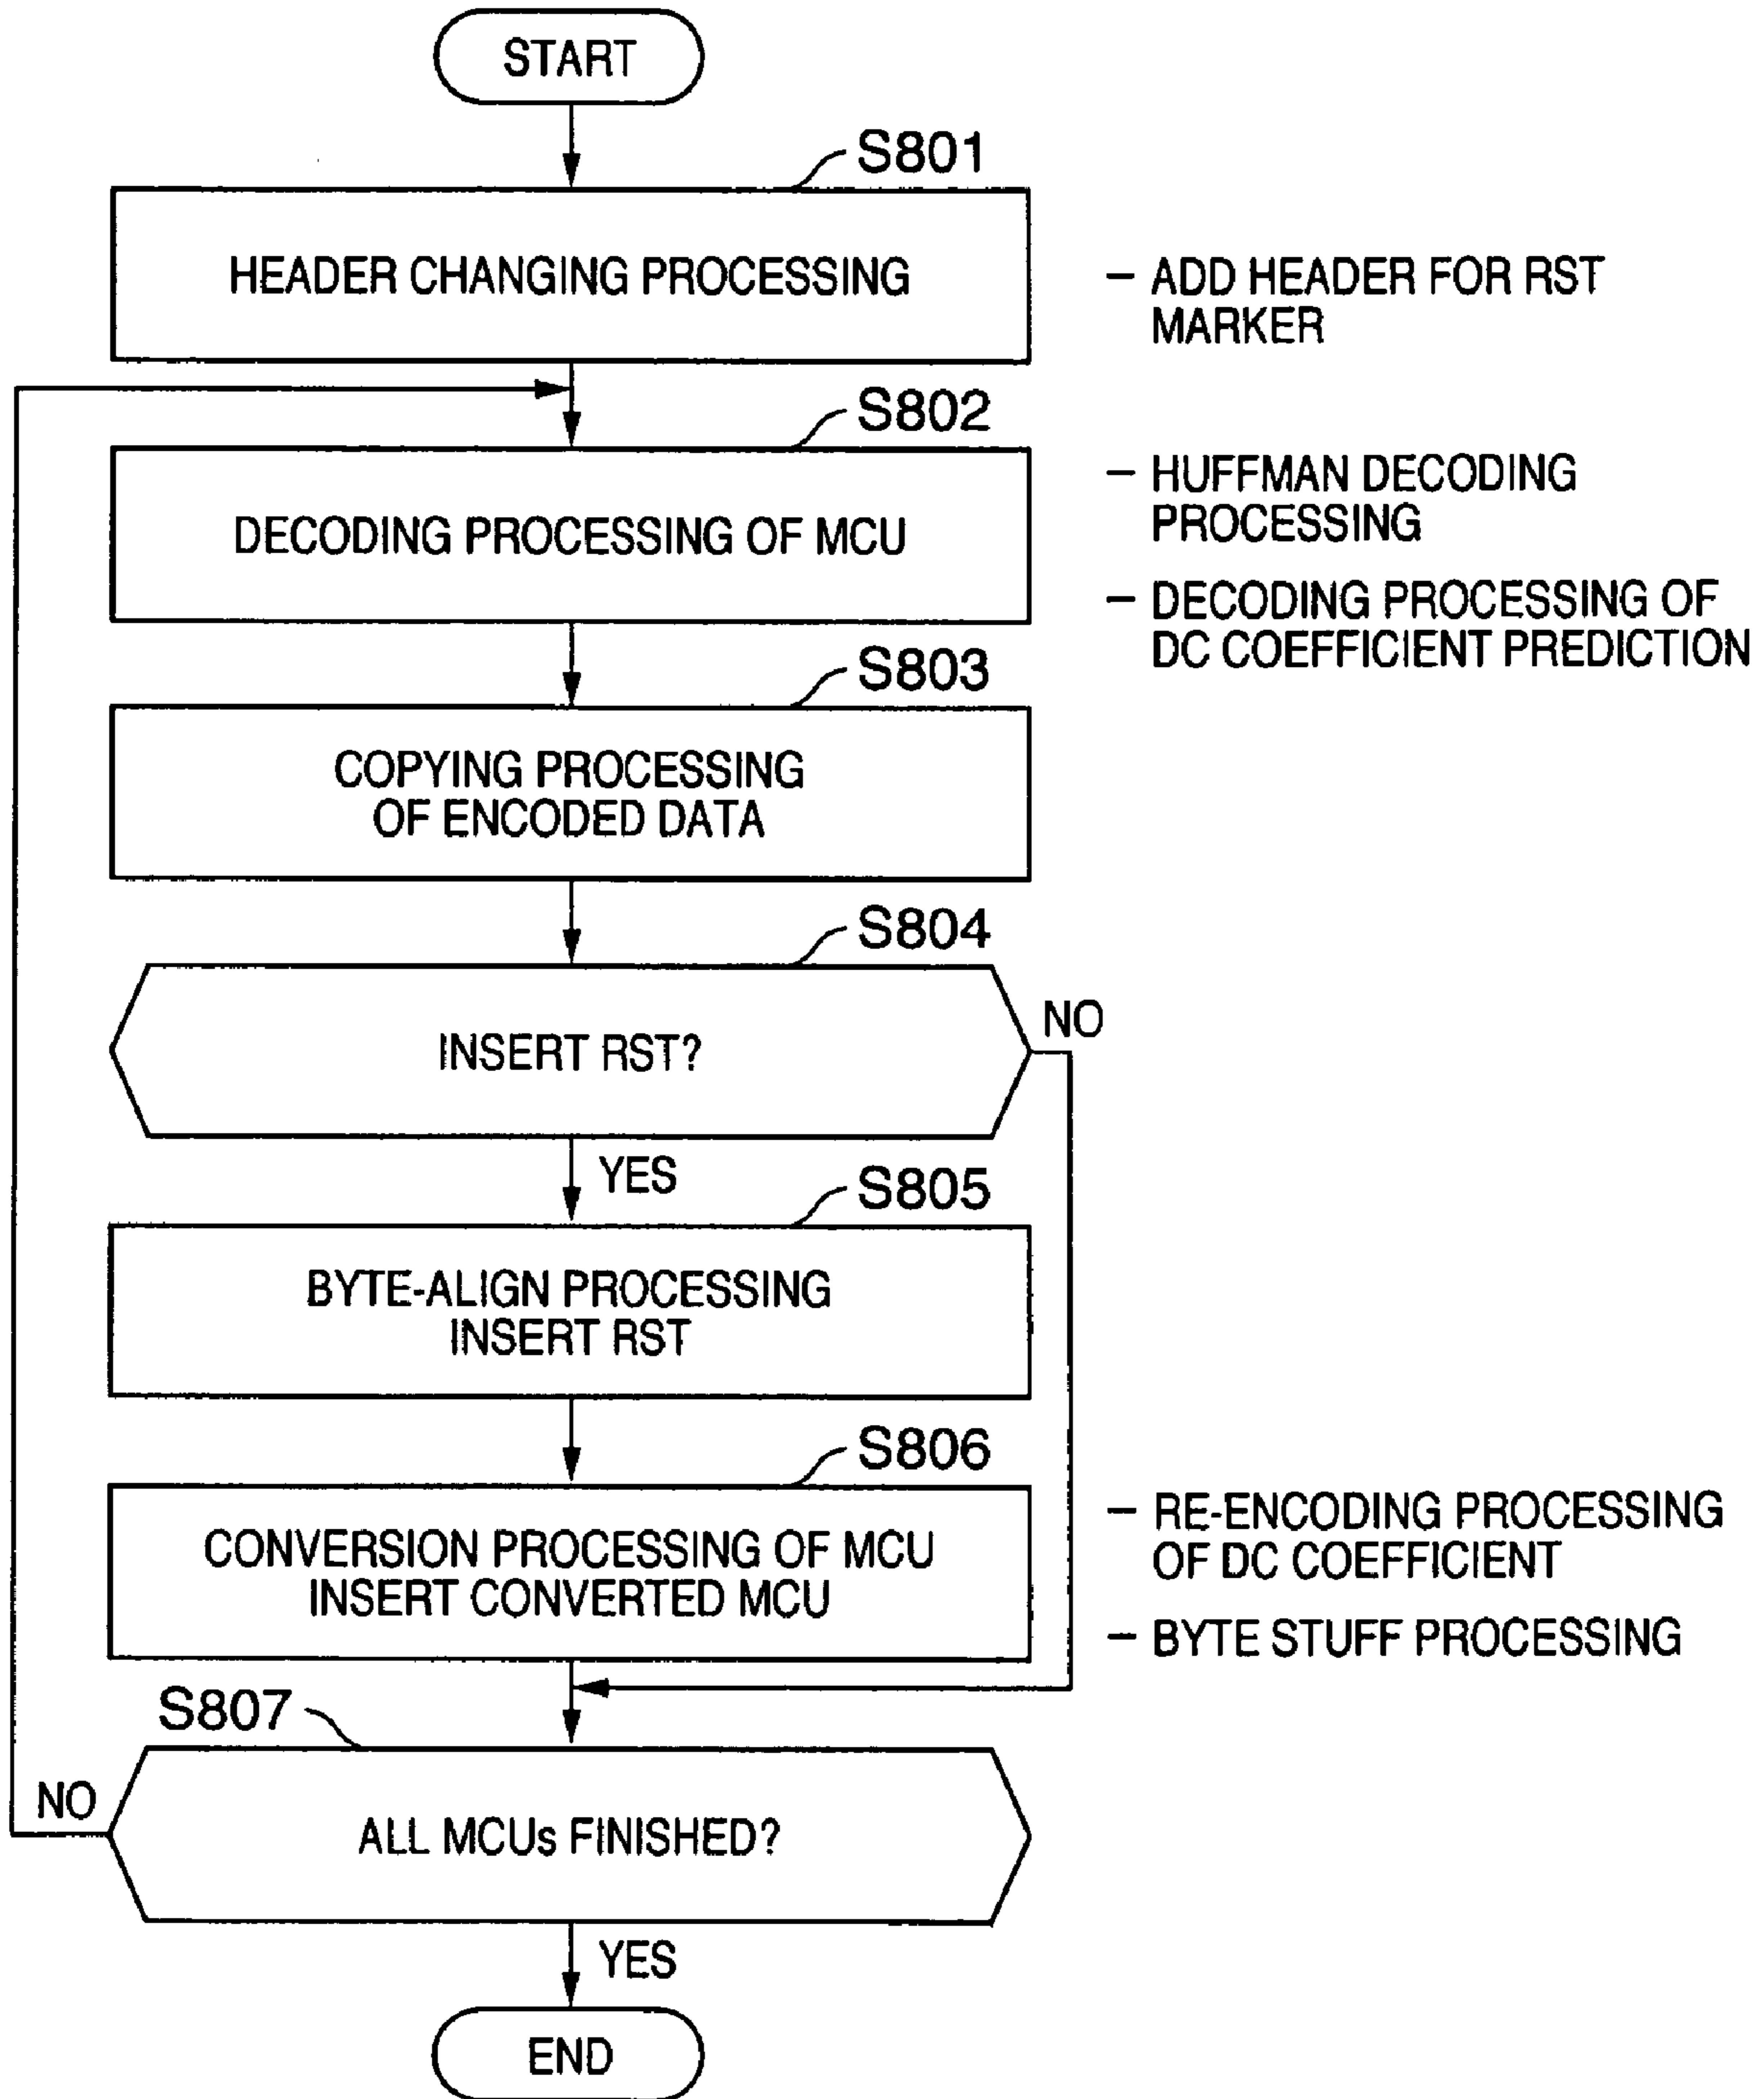 START
S801
HEADER CHANGING PROCESSING
– ADD HEADER FOR RST
MARKER
S802
DECODING PROCESSING OF MCU
– HUFFMAN DECODING
PROCESSING
– DECODING PROCESSING OF
DC COEFFICIENT PREDICTION
S803
COPYING PROCESSING
OF ENCODED DATA
S804
INSERT RST?
NO
YES
S805
BYTE-ALIGN PROCESSING
INSERT RST
S806
CONVERSION PROCESSING OF MCU
INSERT CONVERTED MCU
– RE-ENCODING PROCESSING
OF DC COEFFICIENT
– BYTE STUFF PROCESSING
S807
NO
ALL MCUs FINISHED?
YES
END